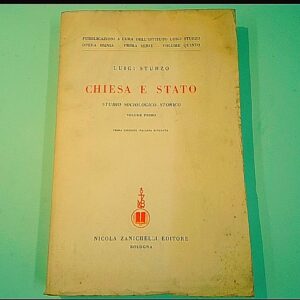 PUBBLICAZIONI A CURA DELL'ISTITUTO LUIGI STURZO
OPERA OMNIA PRIMA SERIE VOLUME QUINTO
LUIGI STURZO
CHIESA E STATO
STUDIO SOCIOLOGICO-STORICO
VOLUME PRIMO
PRIMA EDIZIONE ITALIANA
NICOLA ZANICHELLI EDITORE
BOLOGNA